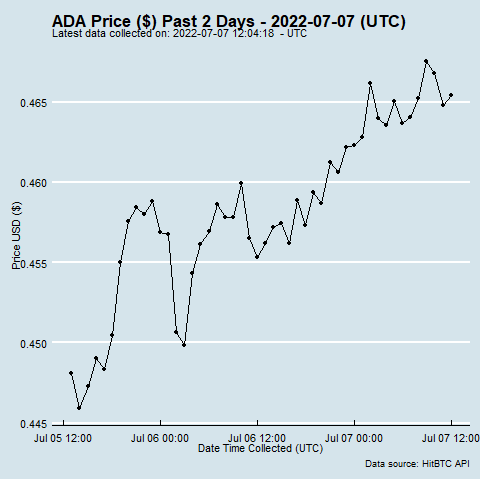 ADA Price ($) Past 2 Days - 2022-07-07 (UTC)
Latest data collected on: 2022-07-07 12:04:18  - UTC
Price USD ($)
0.465
0.460
0.455
0.450
0.445
Jul 05 12:00 Jul 06 00:00 Jul 06 12:00 Jul 07 00:00 Jul 07 12:00
Date Time Collected (UTC)
Data source: HitBTC API